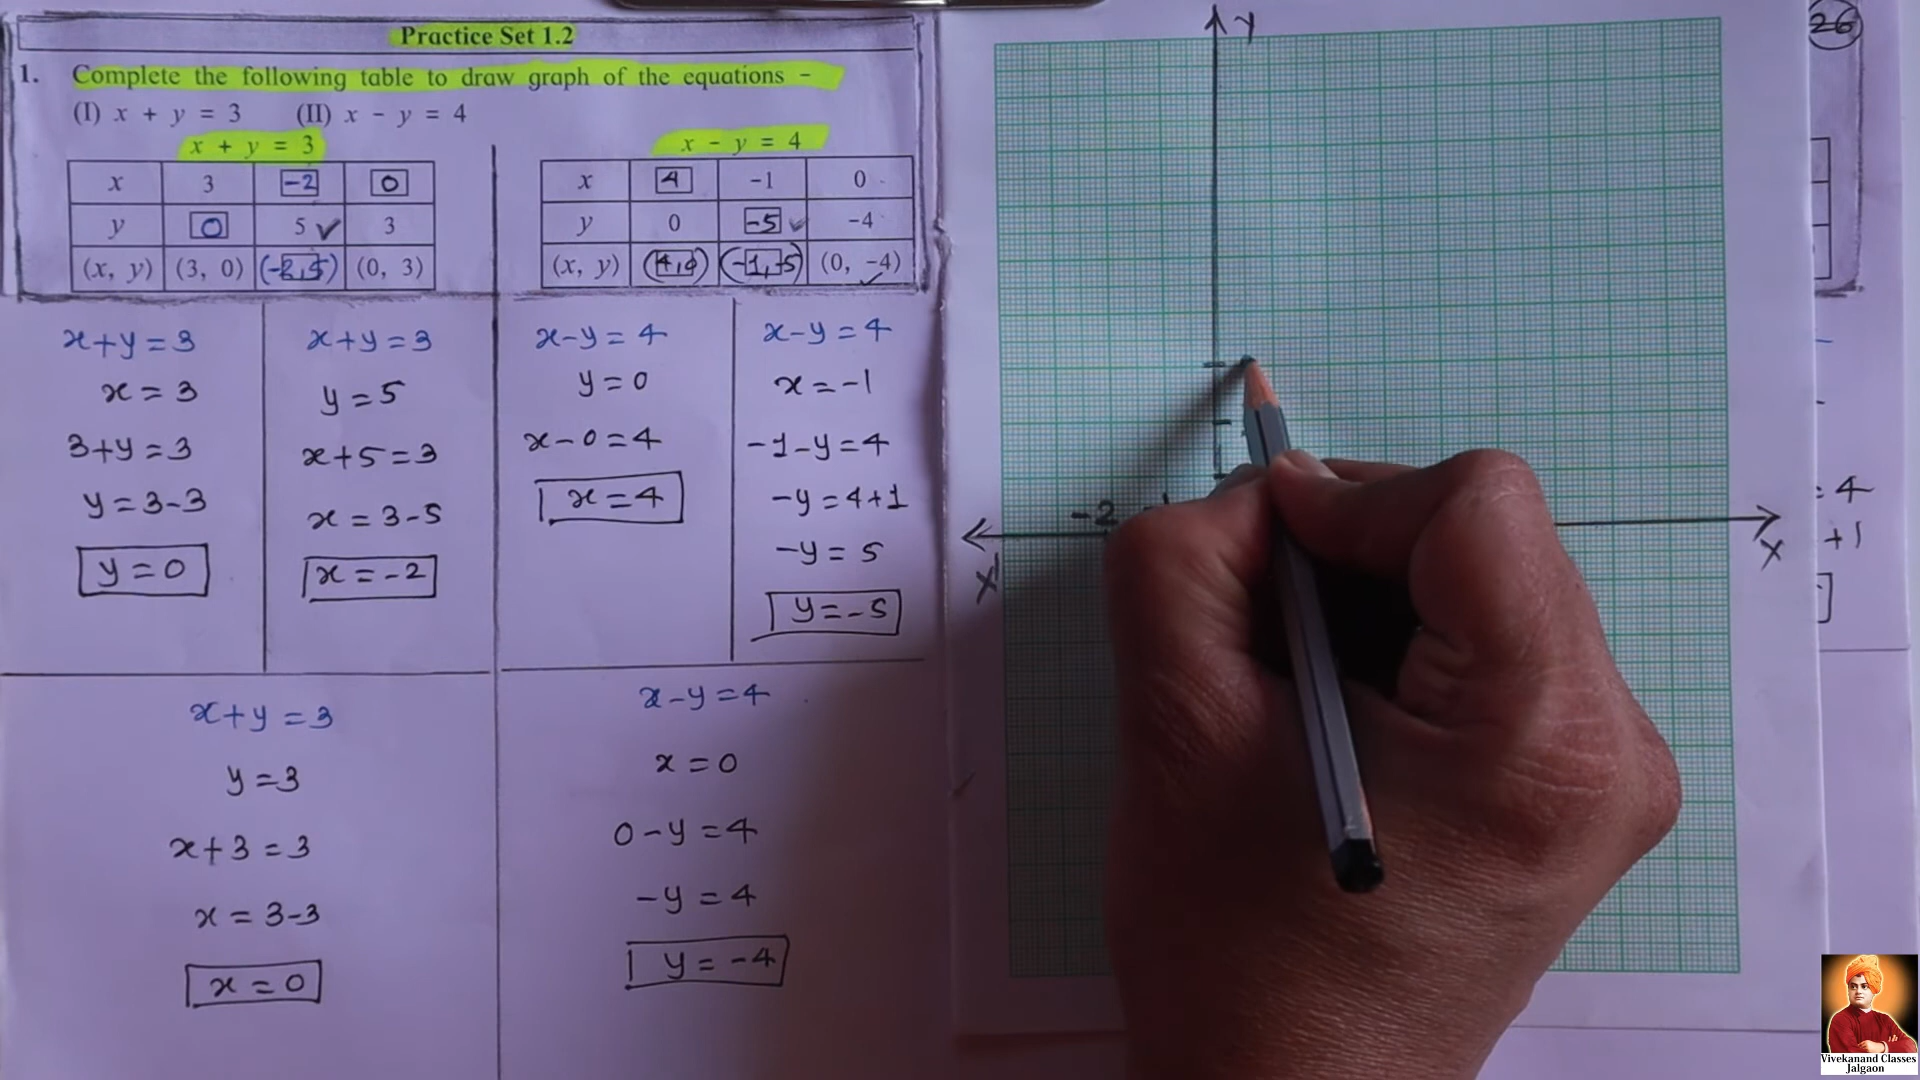 Practice Set 1.2
1. Complete the following table to draw graph of the equations -
(I) x + y = 3 (II) x - y = 4
x + y = 3
x 3 -2 0
y 0 5 3
(x, y) (3, 0) (-2,5) (0, 3)
x - y = 4
x 4 -1 0
y 0 -5 -4
(x, y) (4,0) (-1,-5) (0, -4)
x+y=3
x=3
3+y=3
y=3-3
y=0
x+y=3
y=5
x+5=3
x=3-5
x=-2
x-y=4
y=0
x-0=4
x=4
x-y=4
x=-1
-1-y=4
-y=4+1
-y=5
y=-5
x+y=3
y=3
x+3=3
x=3-3
x=0
x-y=4
x=0
0-y=4
-y=4
y=-4
Y
-2
X'
X
26
=4
+1
Vivekanand Classes
Jalgaon